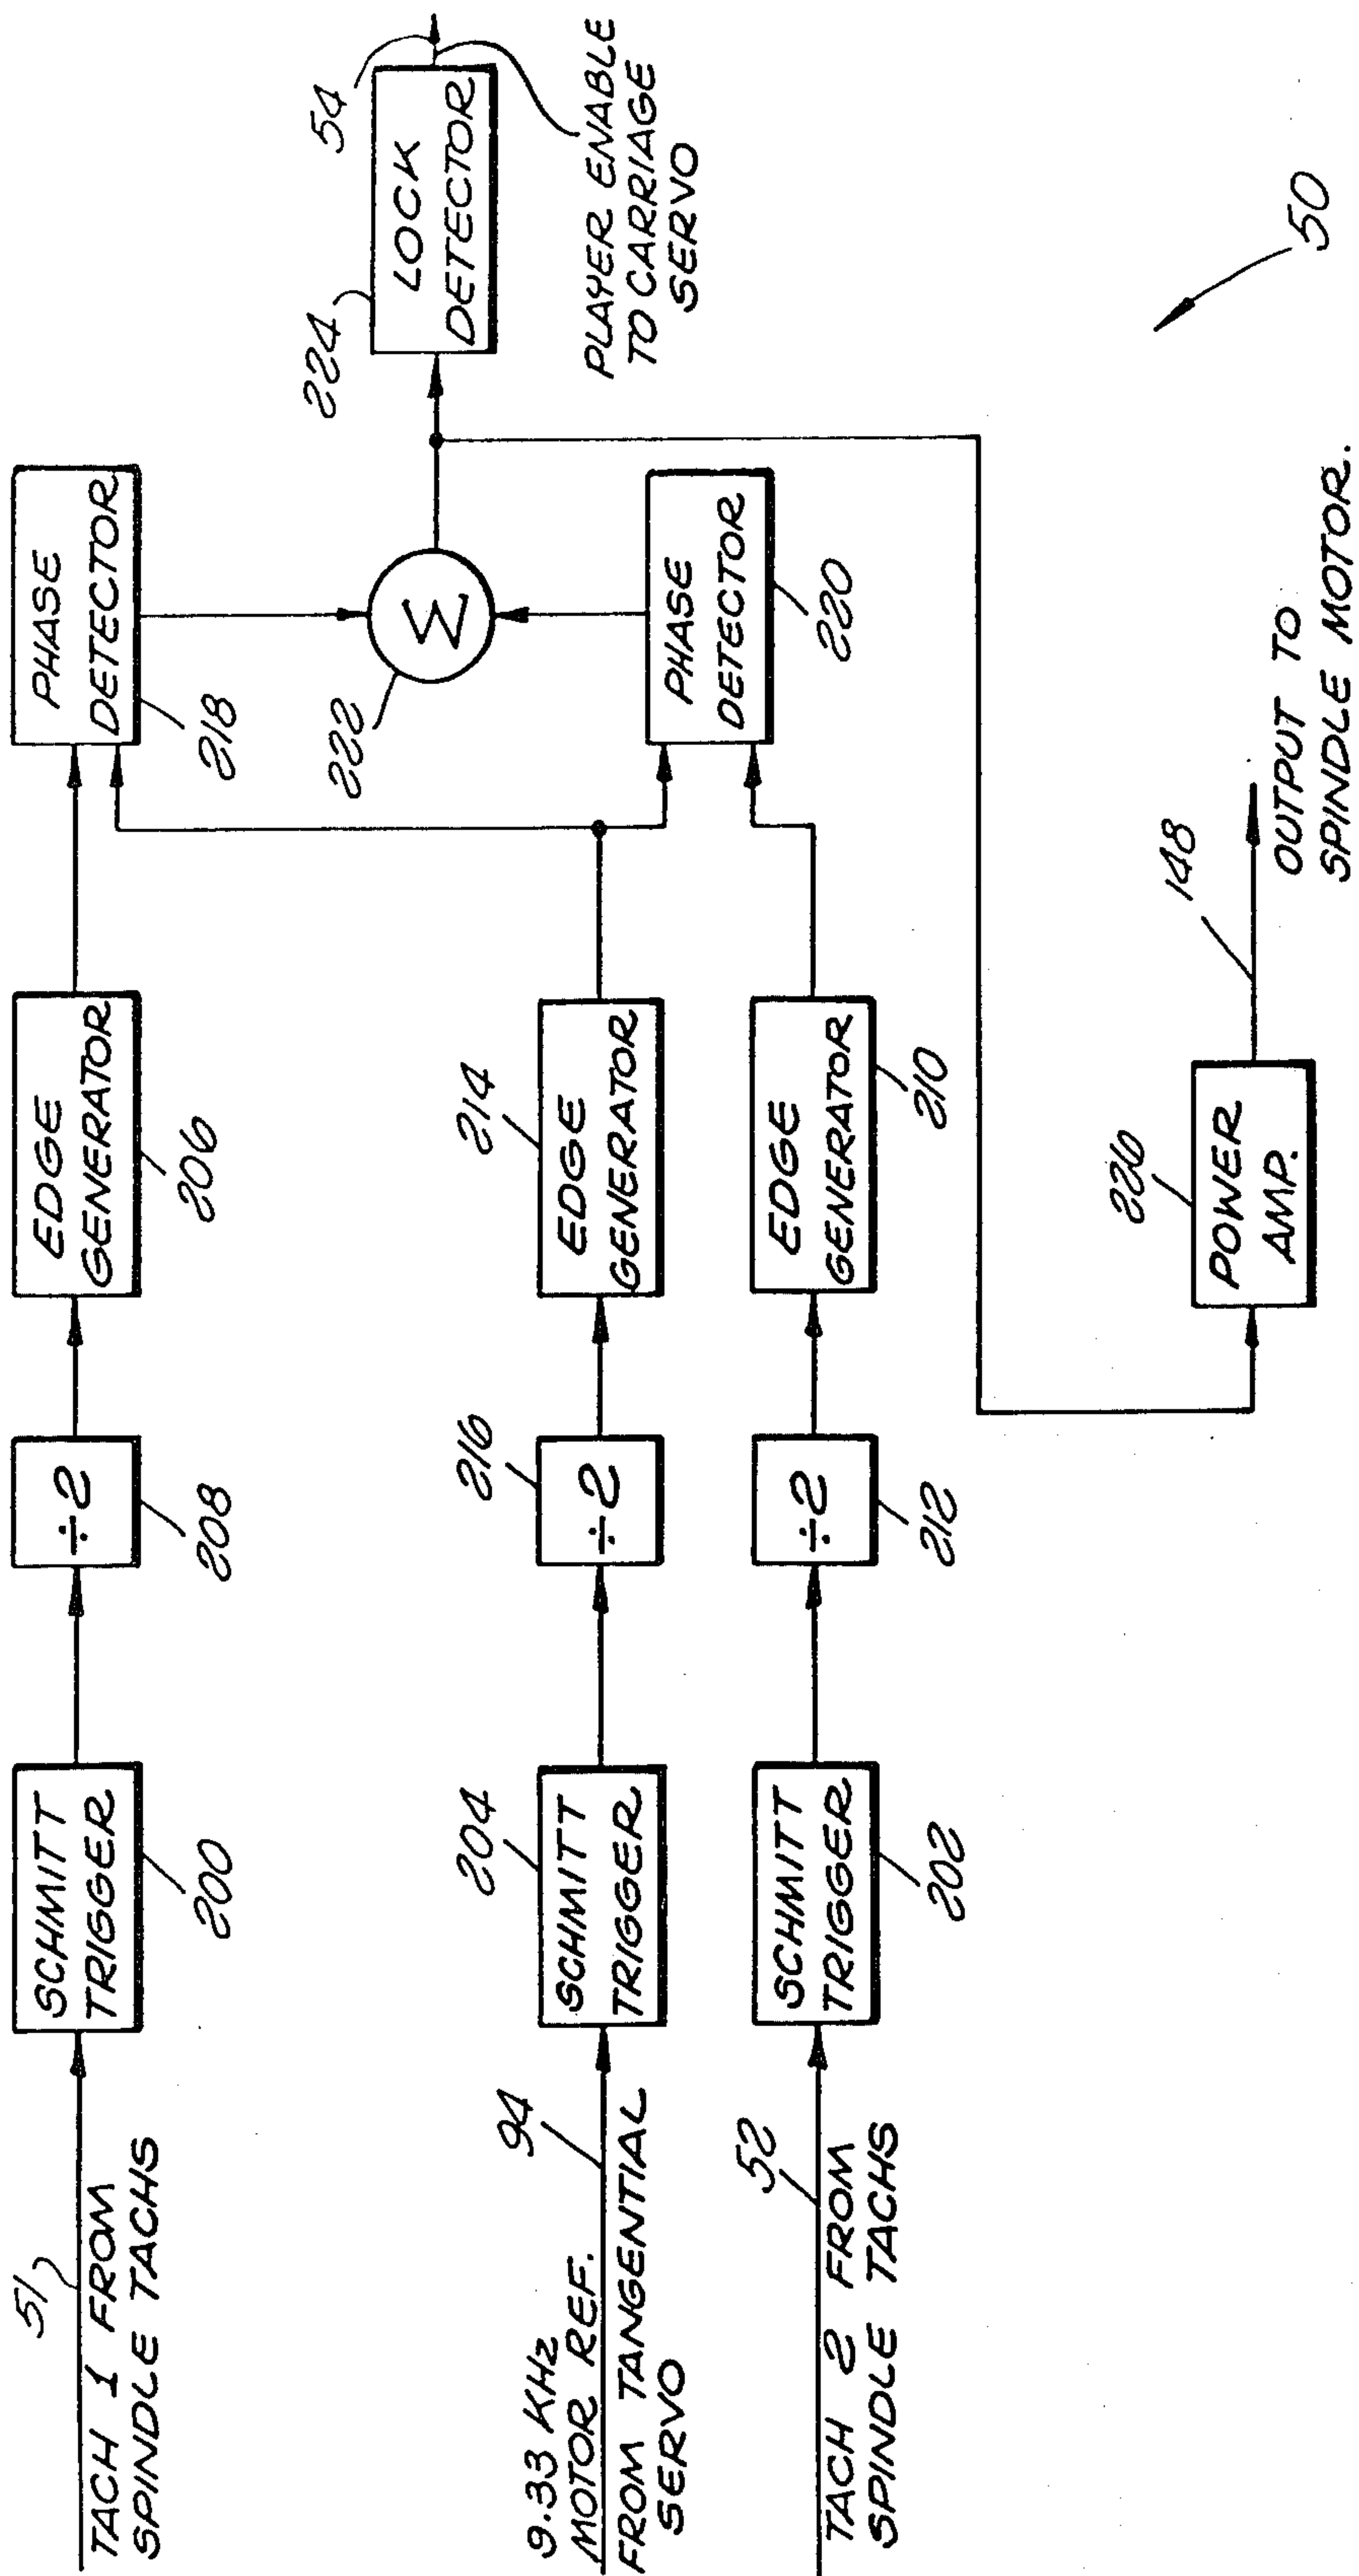 51
TACH 1 FROM
SPINDLE TACHS
SCHMITT
TRIGGER
200
÷2
208
EDGE
GENERATOR
206
PHASE
DETECTOR
218
9.33 KHz
MOTOR REF.
FROM TANGENTIAL
SERVO
94
SCHMITT
TRIGGER
204
÷2
216
EDGE
GENERATOR
214
Σ
222
LOCK
DETECTOR
224
54
PLAYER ENABLE
TO CARRIAGE
SERVO
52
TACH 2 FROM
SPINDLE TACHS
SCHMITT
TRIGGER
202
÷2
212
EDGE
GENERATOR
210
PHASE
DETECTOR
220
POWER
AMP.
226
148
OUTPUT TO
SPINDLE MOTOR.
50